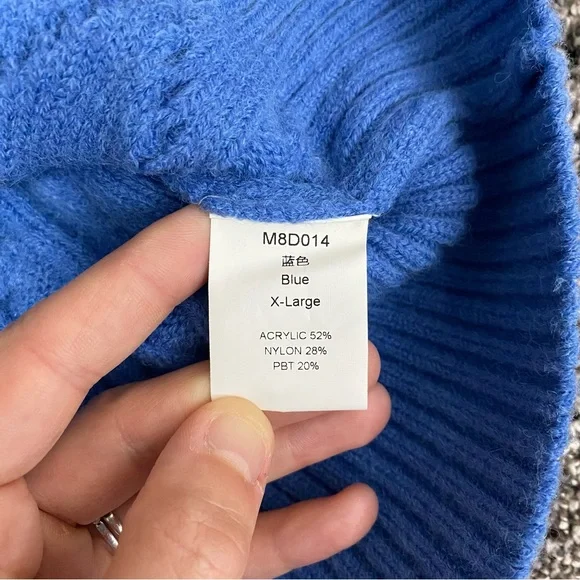 M8D014
蓝色
Blue
X-Large
ACRYLIC 52%
NYLON 28%
PBT 20%